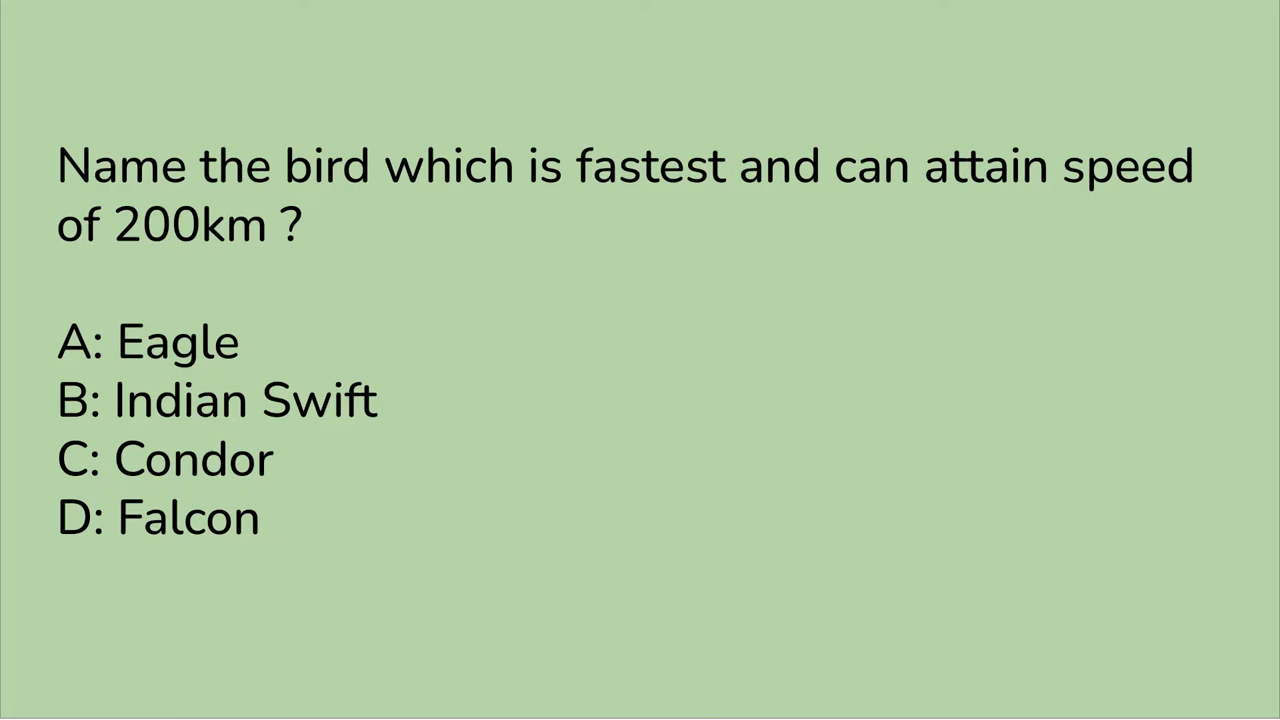 Name the bird which is fastest and can attain speed
of 200km ?
A: Eagle
B: Indian Swift
C: Condor
D: Falcon